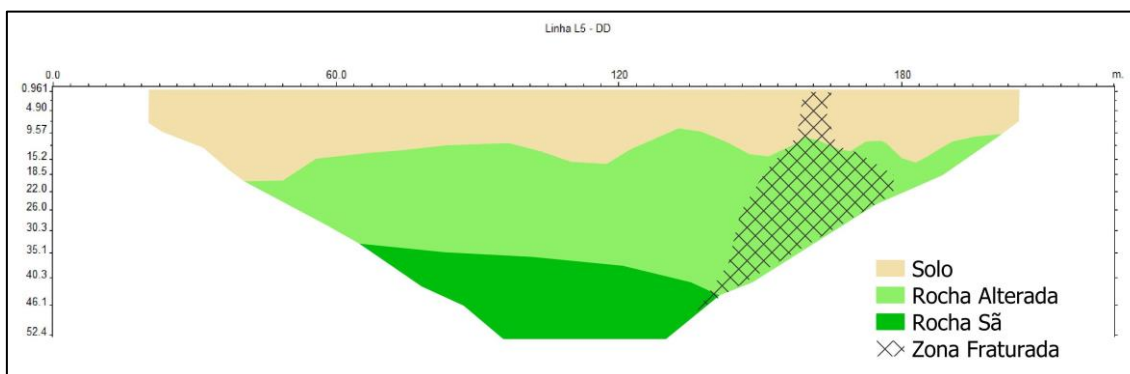 Linha L5 - DD
0.0 60.0 120 180 m.
0.961
4.90
9.57
15.2
18.5
22.0
26.0
30.3
35.1
40.3
46.1
52.4
Solo
Rocha Alterada
Rocha Sã
Zona Fraturada